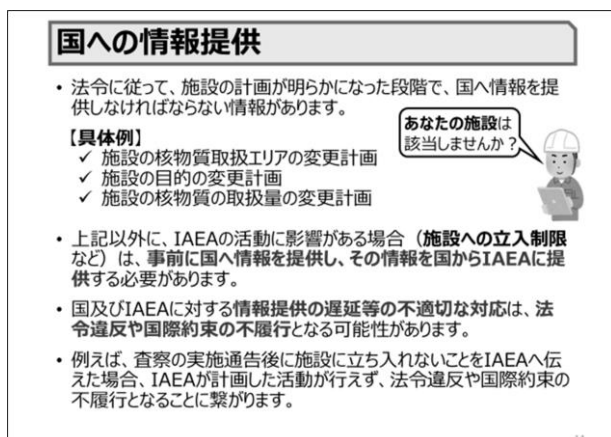 国への情報提供
• 法令に従って、施設の計画が明らかになった段階で、国へ情報を提
供しなければならない情報があります。
【具体例】
✓ 施設の核物質取扱エリアの変更計画
✓ 施設の目的の変更計画
✓ 施設の核物質の取扱量の変更計画
あなたの施設は
該当しませんか？
• 上記以外に、IAEAの活動に影響がある場合（施設への立入制限
など）は、事前に国へ情報を提供し、その情報を国からIAEAに提
供する必要があります。
• 国及びIAEAに対する情報提供の遅延等の不適切な対応は、法
令違反や国際約束の不履行となる可能性があります。
• 例えば、査察の実施通告後に施設に立ち入れないことをIAEAへ伝
えた場合、IAEAが計画した活動が行えず、法令違反や国際約束の
不履行となることに繋がります。